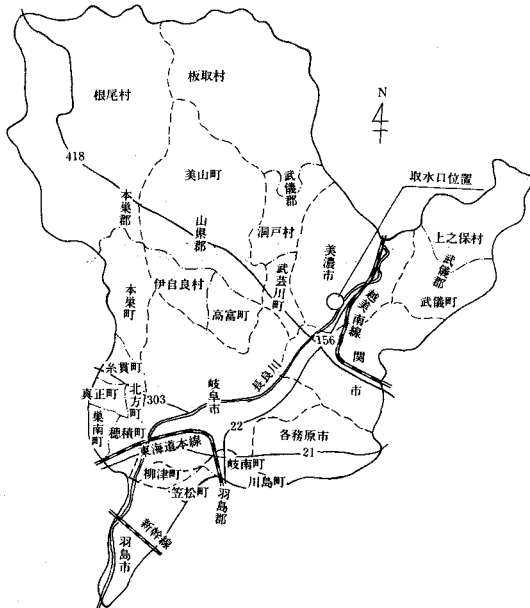 板取村
根尾村
N
418
美山町
武儀郡
取水口位置
本巣郡
山県郡
洞戸村
上之保村
美濃市
武儀郡
本巣町
伊自良村
武芸川町
武儀町
高富町
越美南線
156
関市
糸貫町
長良川
真正町
北方町
303
岐阜市
巣南町
穂積町
22
各務原市
東海道本線
21
岐南町
柳津町
川島町
笠松町
羽島郡
新幹線
羽島市